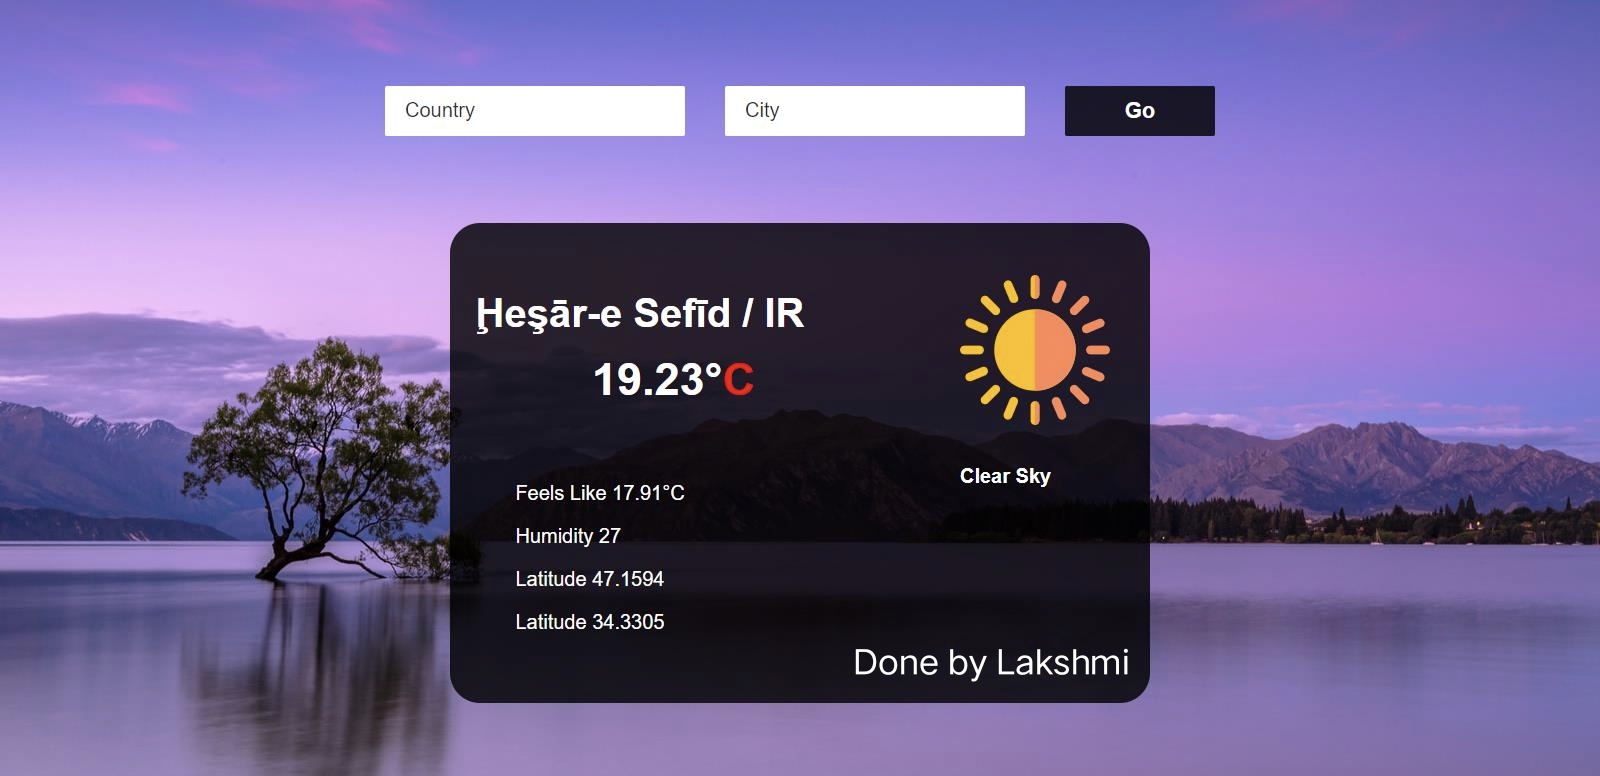 Country
City
Go
Ḩeşār-e Sefīd / IR
19.23°C
Clear Sky
Feels Like 17.91°C
Humidity 27
Latitude 47.1594
Latitude 34.3305
Done by Lakshmi